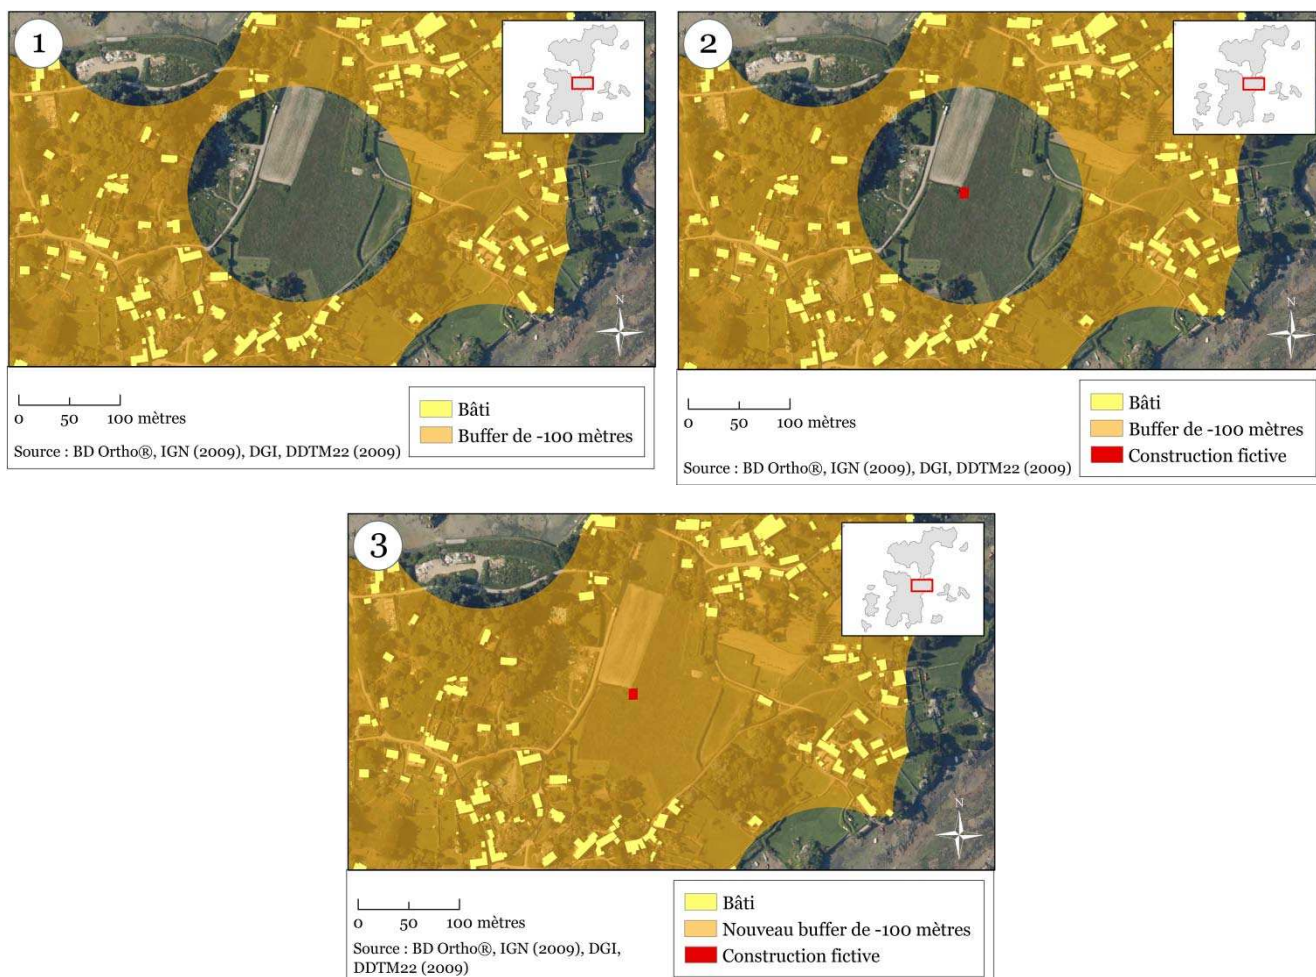 1
N
0 50 100 mètres
Source : BD Ortho®, IGN (2009), DGI, DDTM22 (2009)
Bâti
Buffer de -100 mètres
2
N
0 50 100 mètres
Source : BD Ortho®, IGN (2009), DGI, DDTM22 (2009)
Bâti
Buffer de -100 mètres
Construction fictive
3
N
0 50 100 mètres
Source : BD Ortho®, IGN (2009), DGI,
DDTM22 (2009)
Bâti
Nouveau buffer de -100 mètres
Construction fictive